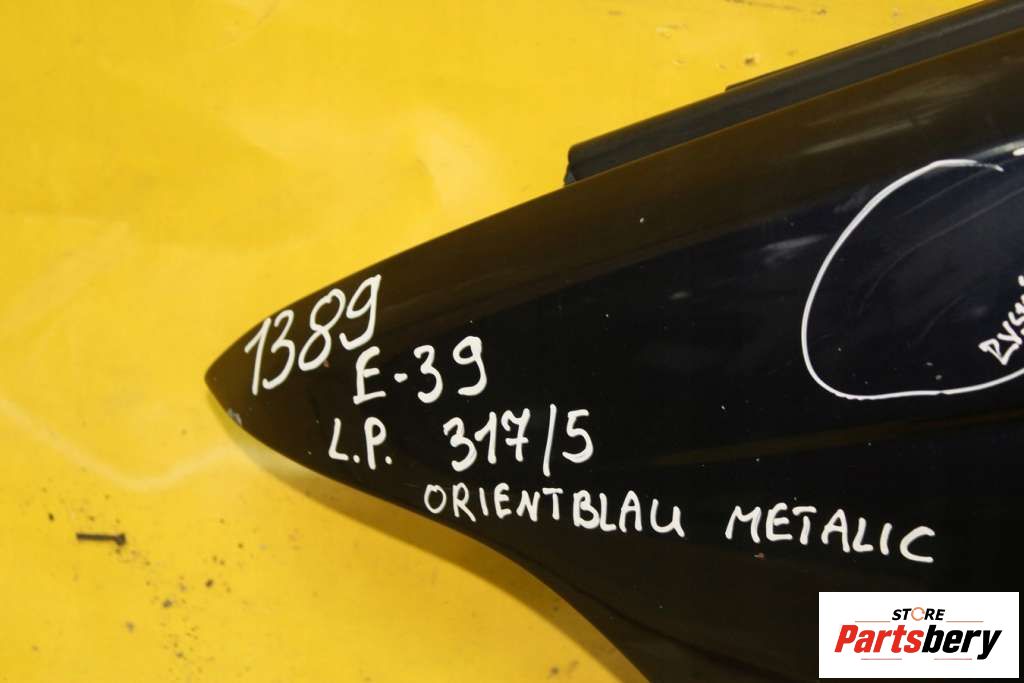 1389
E-39
L.P. 317/5
ORIENTBLAU METALIC
STORE
Partsbery